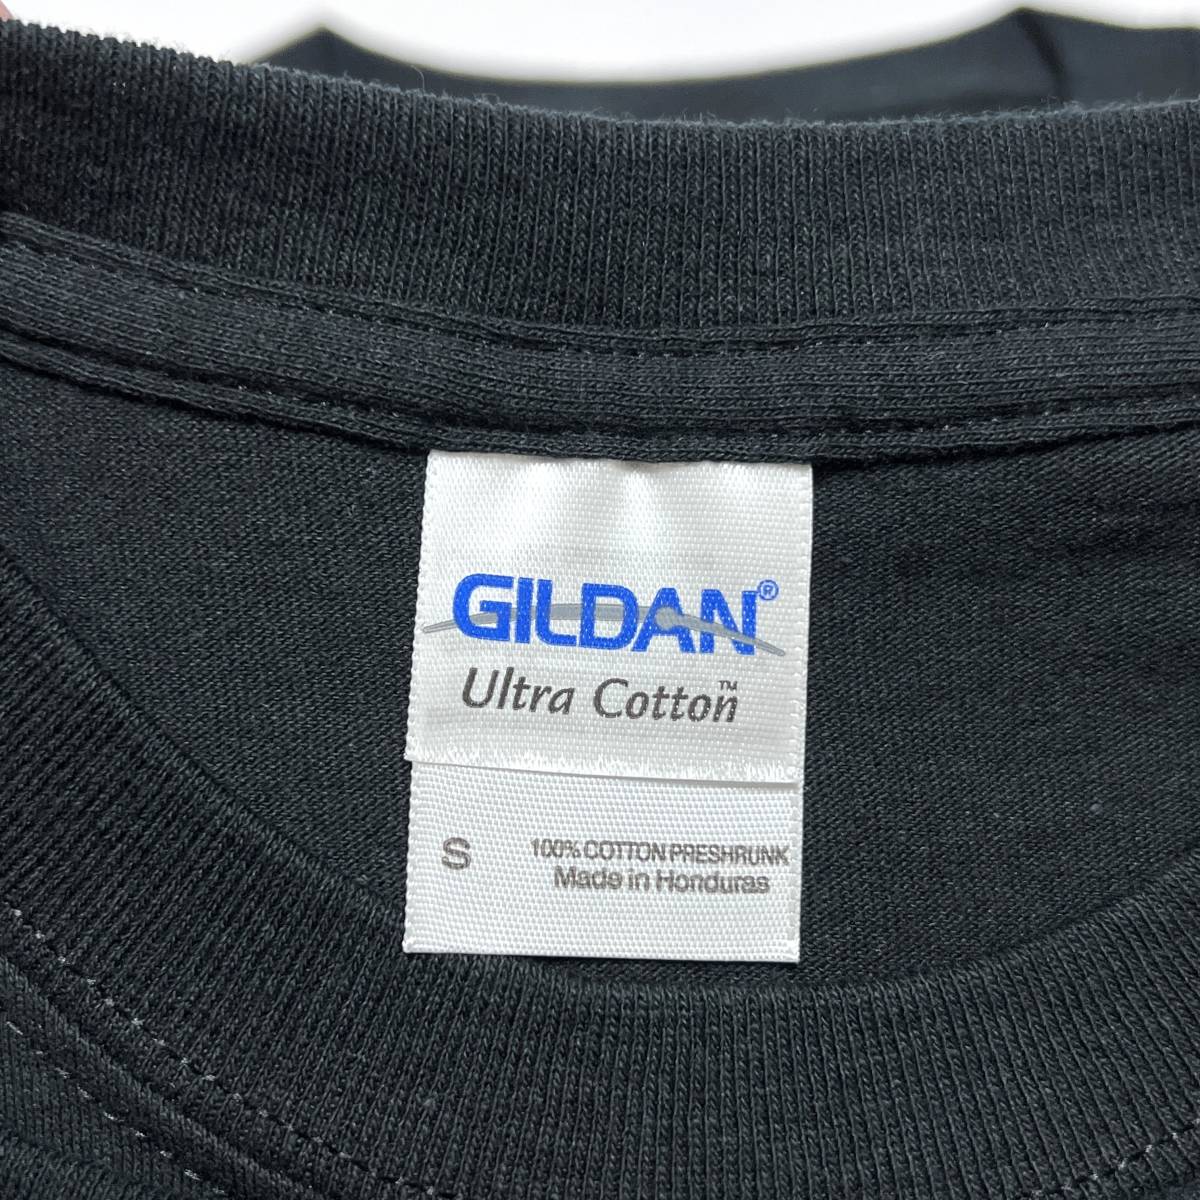 GILDAN®
Ultra Cotton™
S 100% COTTON PRESHRUNK
Made in Honduras